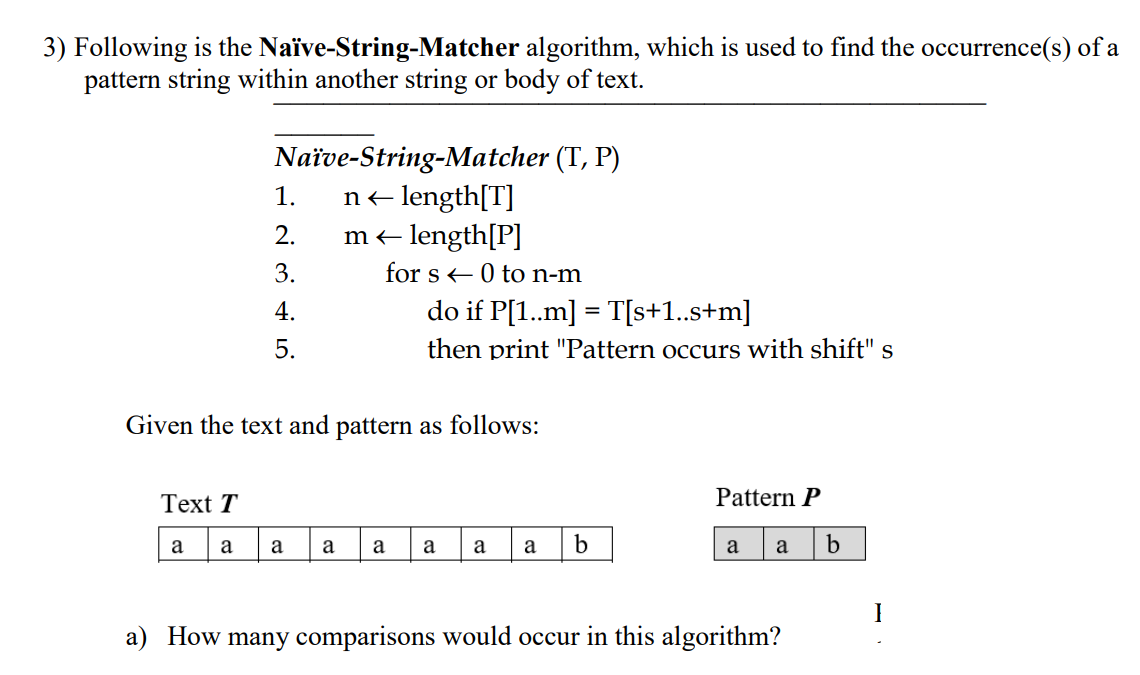 3) Following is the Naïve-String-Matcher algorithm, which is used to find the occurrence(s) of a
pattern string within another string or body of text.
Naïve-String-Matcher (T, P)
1. n ← length[T]
2. m ← length[P]
3. for s ← 0 to n-m
4. do if P[1..m] = T[s+1..s+m]
5. then print "Pattern occurs with shift" s
Given the text and pattern as follows:
Text T
Pattern P
a a a a a a a a b
a a b
a) How many comparisons would occur in this algorithm?